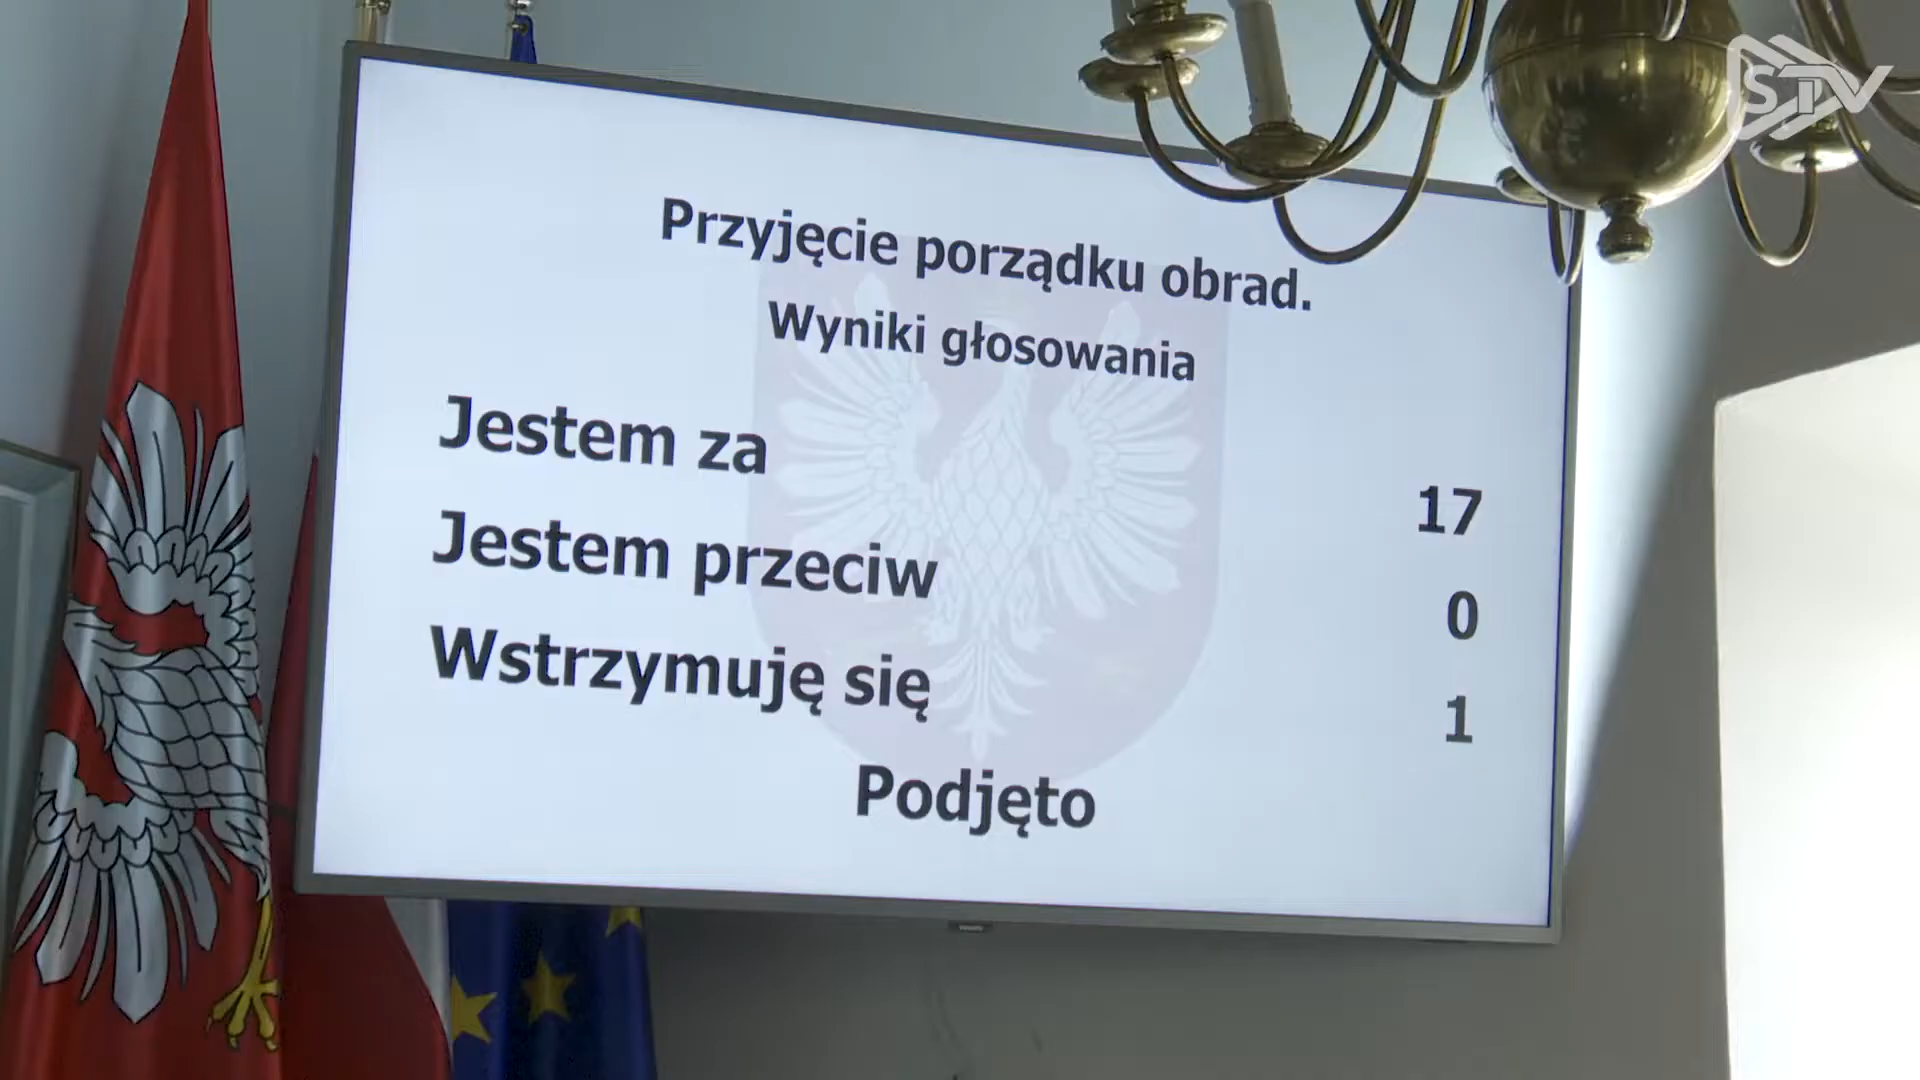 STV
Przyjęcie porządku obrad.
Wyniki głosowania
Jestem za 17
Jestem przeciw 0
Wstrzymuję się 1
Podjęto